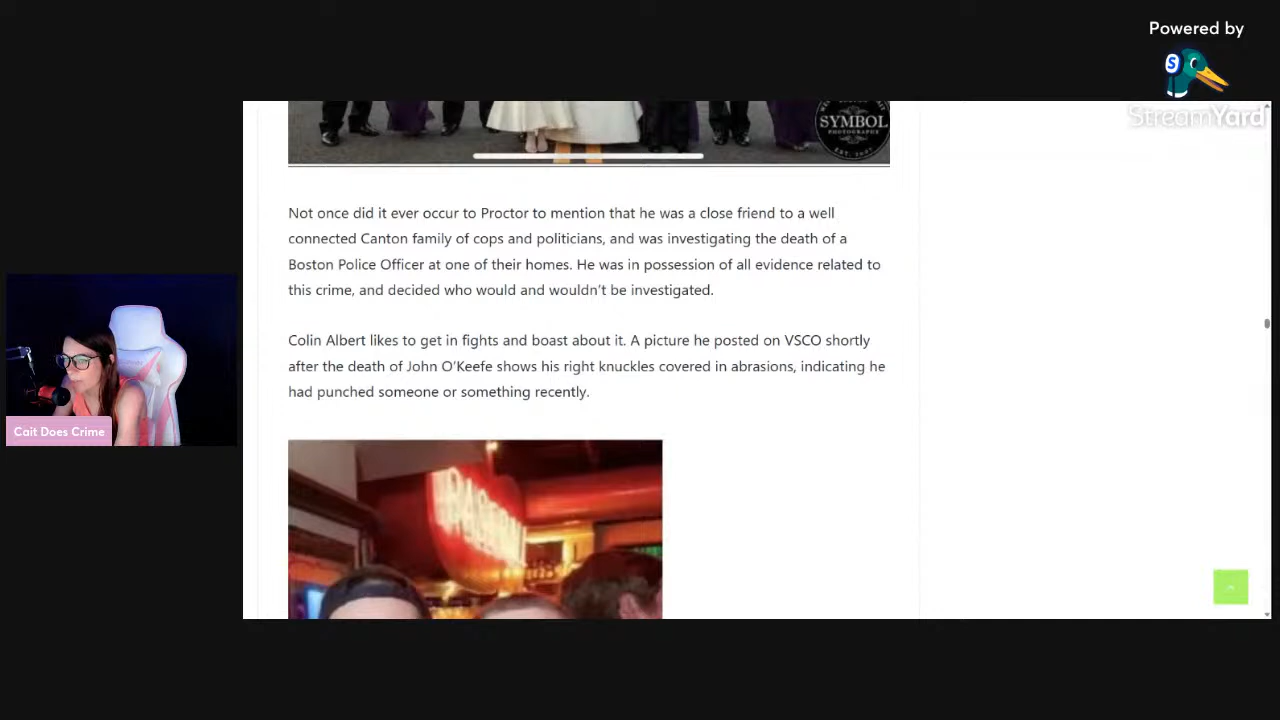 Powered by
S
StreamYard
SYMBOL
PHOTOGRAPHY
EST. 2007
Not once did it ever occur to Proctor to mention that he was a close friend to a well
connected Canton family of cops and politicians, and was investigating the death of a
Boston Police Officer at one of their homes. He was in possession of all evidence related to
this crime, and decided who would and wouldn’t be investigated.
Colin Albert likes to get in fights and boast about it. A picture he posted on VSCO shortly
after the death of John O’Keefe shows his right knuckles covered in abrasions, indicating he
had punched someone or something recently.
Cait Does Crime